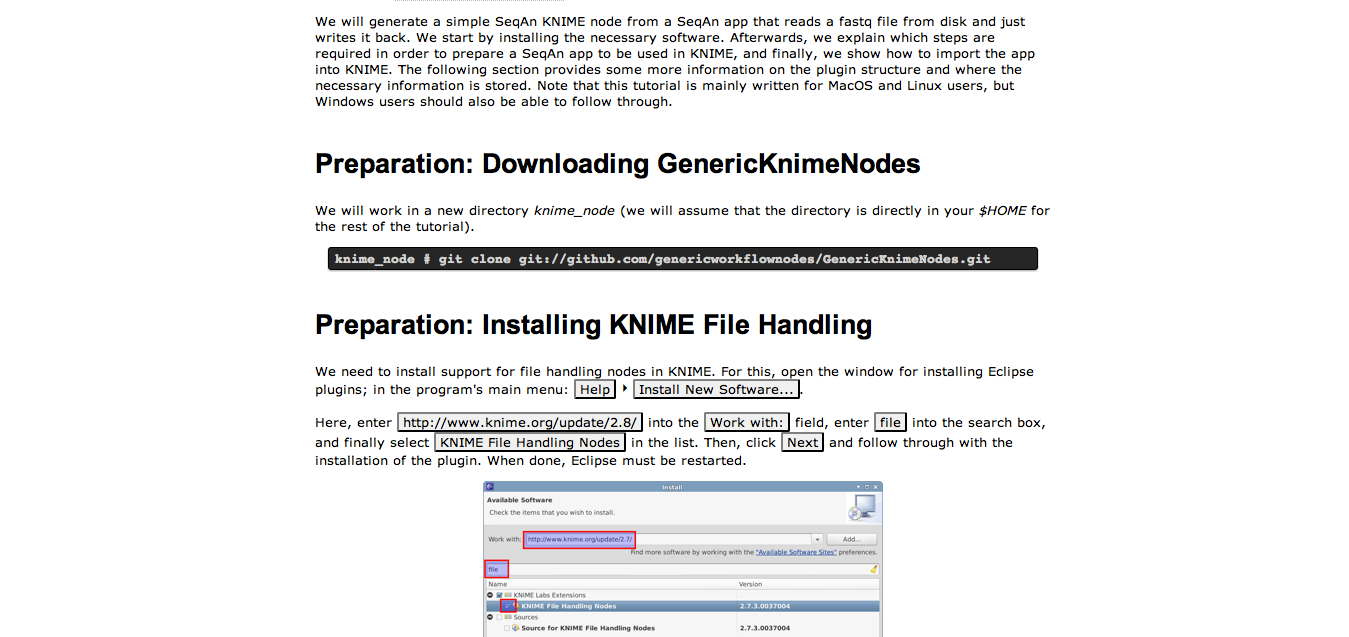 We will generate a simple SeqAn KNIME node from a SeqAn app that reads a fastq file from disk and just
writes it back. We start by installing the necessary software. Afterwards, we explain which steps are
required in order to prepare a SeqAn app to be used in KNIME, and finally, we show how to import the app
into KNIME. The following section provides some more information on the plugin structure and where the
necessary information is stored. Note that this tutorial is mainly written for MacOS and Linux users, but
Windows users should also be able to follow through.
Preparation: Downloading GenericKnimeNodes
We will work in a new directory knime_node (we will assume that the directory is directly in your $HOME for
the rest of the tutorial).
knime_node # git clone git://github.com/genericworkflownodes/GenericKnimeNodes.git
Preparation: Installing KNIME File Handling
We need to install support for file handling nodes in KNIME. For this, open the window for installing Eclipse
plugins; in the program's main menu: Help ‣ Install New Software....
Here, enter http://www.knime.org/update/2.8/ into the Work with: field, enter file into the search box,
and finally select KNIME File Handling Nodes in the list. Then, click Next and follow through with the
installation of the plugin. When done, Eclipse must be restarted.
Install
Available Software
Check the items that you wish to install.
Work with: http://www.knime.org/update/2.7/ Add...
Find more software by working with the "Available Software Sites" preferences.
file
Name Version
KNIME Labs Extensions
KNIME File Handling Nodes 2.7.3.0037004
Sources
Source for KNIME File Handling Nodes 2.7.3.0037004